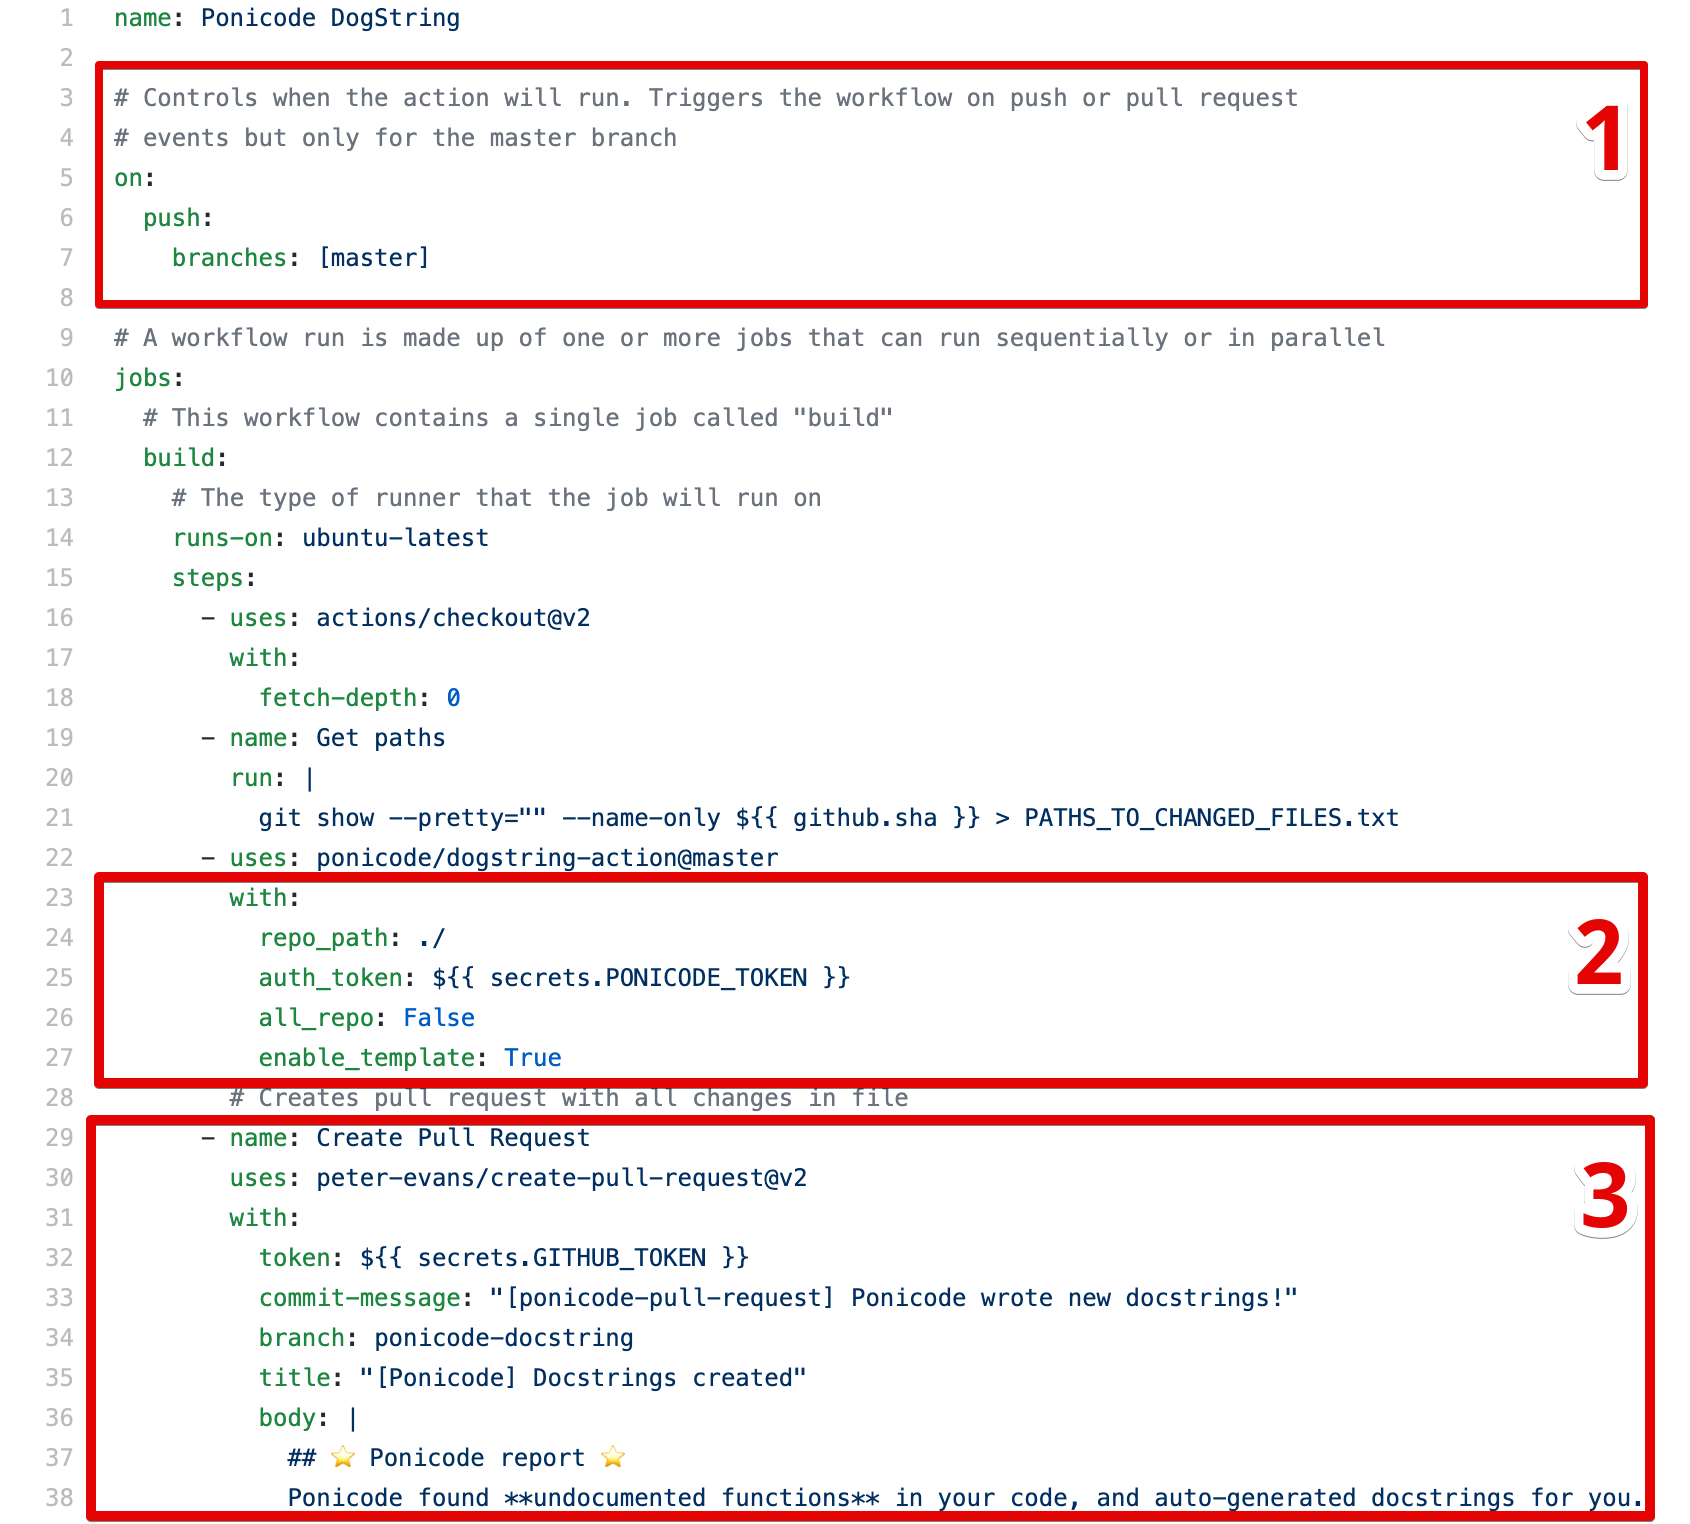 1 name: Ponicode DogString
2
3 # Controls when the action will run. Triggers the workflow on push or pull request
4 # events but only for the master branch
5 on:
6   push:
7     branches: [master]
8
1
9 # A workflow run is made up of one or more jobs that can run sequentially or in parallel
10 jobs:
11   # This workflow contains a single job called "build"
12   build:
13     # The type of runner that the job will run on
14     runs-on: ubuntu-latest
15     steps:
16       - uses: actions/checkout@v2
17         with:
18           fetch-depth: 0
19       - name: Get paths
20         run: |
21           git show --pretty="" --name-only ${{ github.sha }} > PATHS_TO_CHANGED_FILES.txt
22       - uses: ponicode/dogstring-action@master
23         with:
24           repo_path: ./
25           auth_token: ${{ secrets.PONICODE_TOKEN }}
26           all_repo: False
27           enable_template: True
2
28         # Creates pull request with all changes in file
29       - name: Create Pull Request
30         uses: peter-evans/create-pull-request@v2
31         with:
32           token: ${{ secrets.GITHUB_TOKEN }}
33           commit-message: "[ponicode-pull-request] Ponicode wrote new docstrings!"
34           branch: ponicode-docstring
35           title: "[Ponicode] Docstrings created"
36           body: |
37             ## ⭐ Ponicode report ⭐
38             Ponicode found **undocumented functions** in your code, and auto-generated docstrings for you.
3